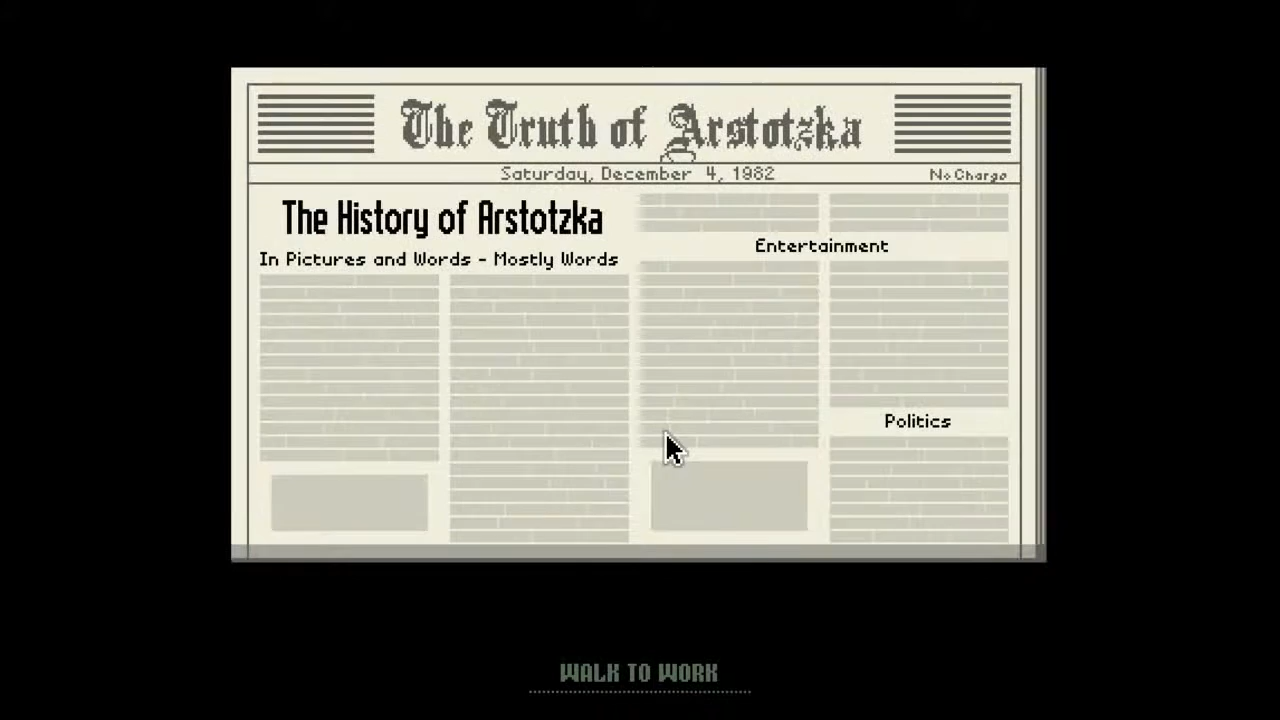 The Truth of Arstotzka
Saturday, December 4, 1982
No Charge
The History of Arstotzka
In Pictures and Words - Mostly Words
Entertainment
Politics
WALK TO WORK